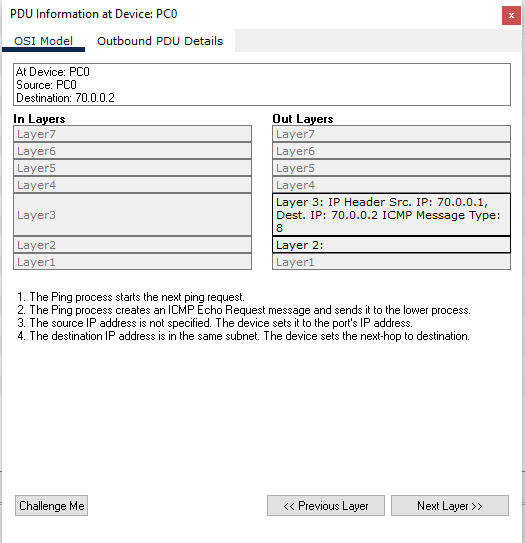 PDU Information at Device: PC0
x
OSI Model
Outbound PDU Details
At Device: PC0
Source: PC0
Destination: 70.0.0.2
In Layers
Layer7
Layer6
Layer5
Layer4
Layer3
Layer2
Layer1
Out Layers
Layer7
Layer6
Layer5
Layer4
Layer 3: IP Header Src. IP: 70.0.0.1,
Dest. IP: 70.0.0.2 ICMP Message Type:
8
Layer 2:
Layer1
1. The Ping process starts the next ping request.
2. The Ping process creates an ICMP Echo Request message and sends it to the lower process.
3. The source IP address is not specified. The device sets it to the port's IP address.
4. The destination IP address is in the same subnet. The device sets the next-hop to destination.
Challenge Me
<< Previous Layer
Next Layer >>